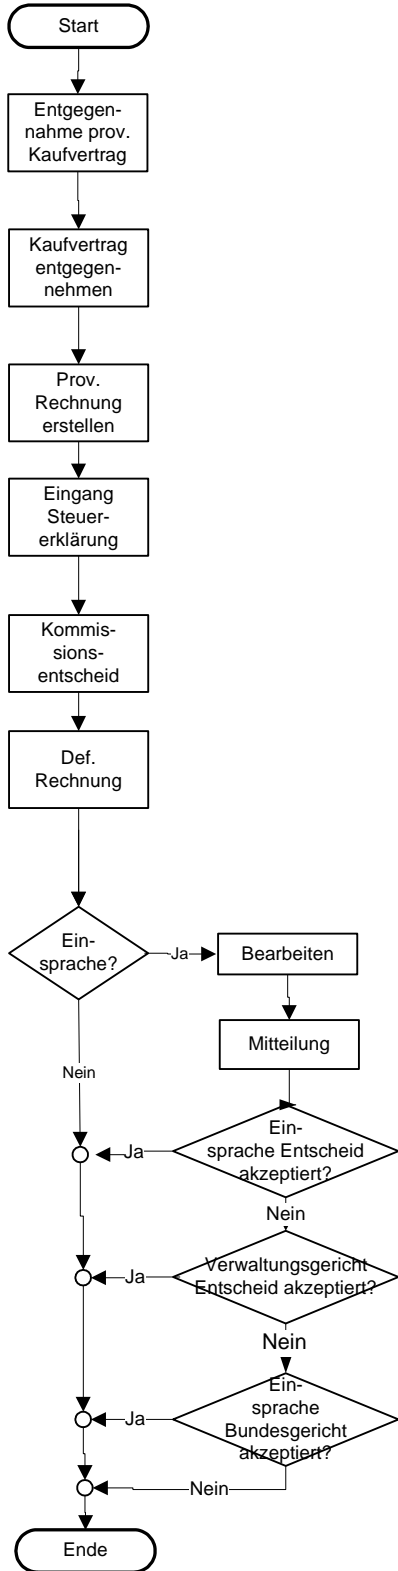 Start
Entgegen-
nahme prov.
Kaufvertrag
Kaufvertrag
entgegen-
nehmen
Prov.
Rechnung
erstellen
Eingang
Steuer-
erklärung
Kommis-
sions-
entscheid
Def.
Rechnung
Ein-
sprache?
Ja
Bearbeiten
Mitteilung
Nein
Ein-
sprache Entscheid
akzeptiert?
Ja
Nein
Verwaltungsgericht
Entscheid akzeptiert?
Ja
Nein
Ein-
sprache
Bundesgericht
akzeptiert?
Ja
Nein
Ende